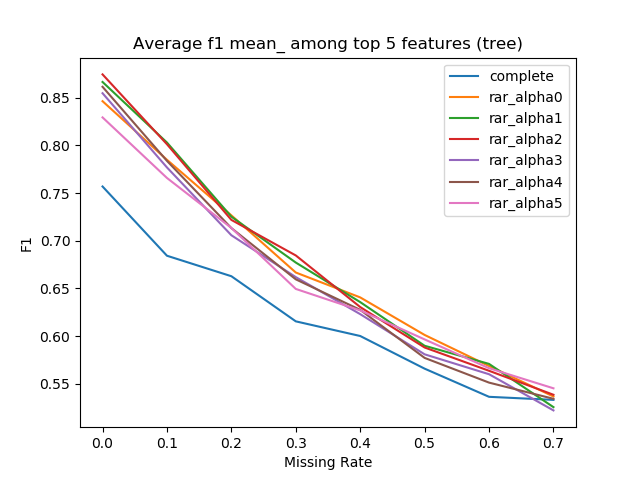 Average f1 mean_ among top 5 features (tree)
complete
rar_alpha0
rar_alpha1
rar_alpha2
rar_alpha3
rar_alpha4
rar_alpha5
F1
0.85
0.80
0.75
0.70
0.65
0.60
0.55
0.0 0.1 0.2 0.3 0.4 0.5 0.6 0.7
Missing Rate